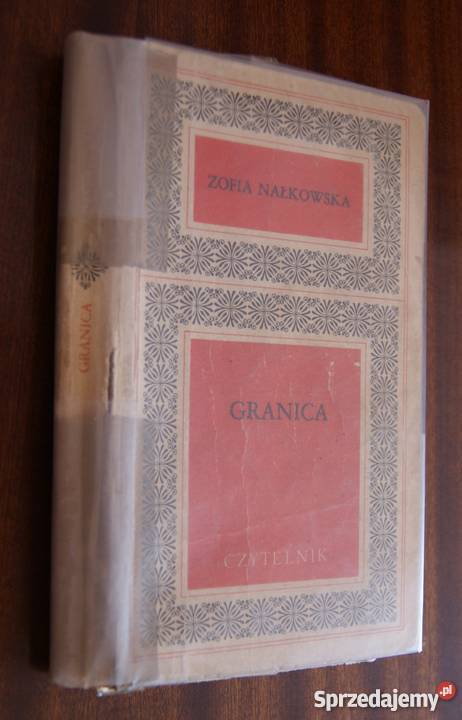 ZOFIA NAŁKOWSKA
GRANICA
CZYTELNIK
GRANICA
Sprzedajemy.pl